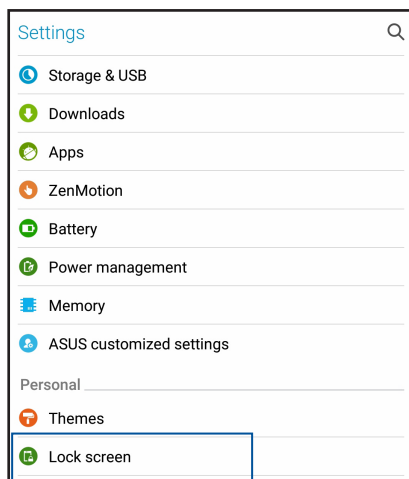 Settings
Storage & USB
Downloads
Apps
ZenMotion
Battery
Power management
Memory
ASUS customized settings
Personal
Themes
Lock screen